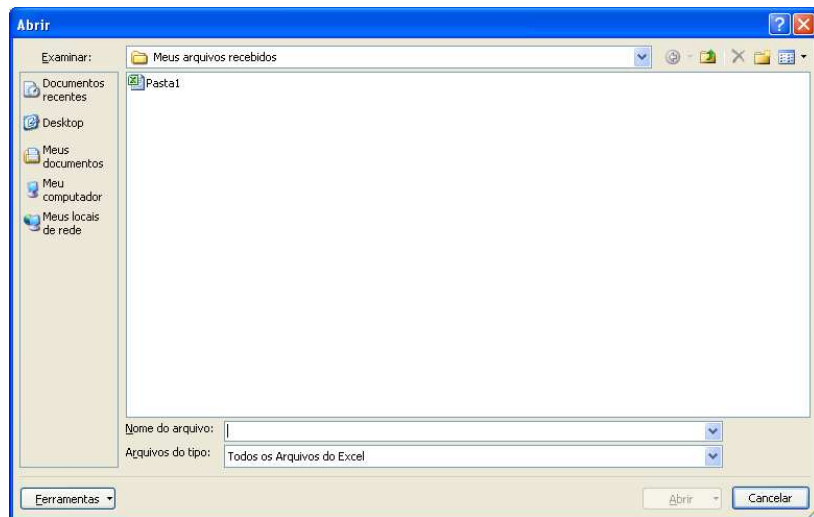 Abrir
Examinar:
Meus arquivos recebidos
Documentos
recentes
Desktop
Meus
documentos
Meu
computador
Meus locais
de rede
Pasta1
Nome do arquivo:
Arquivos do tipo:
Todos os Arquivos do Excel
Ferramentas
Abrir
Cancelar